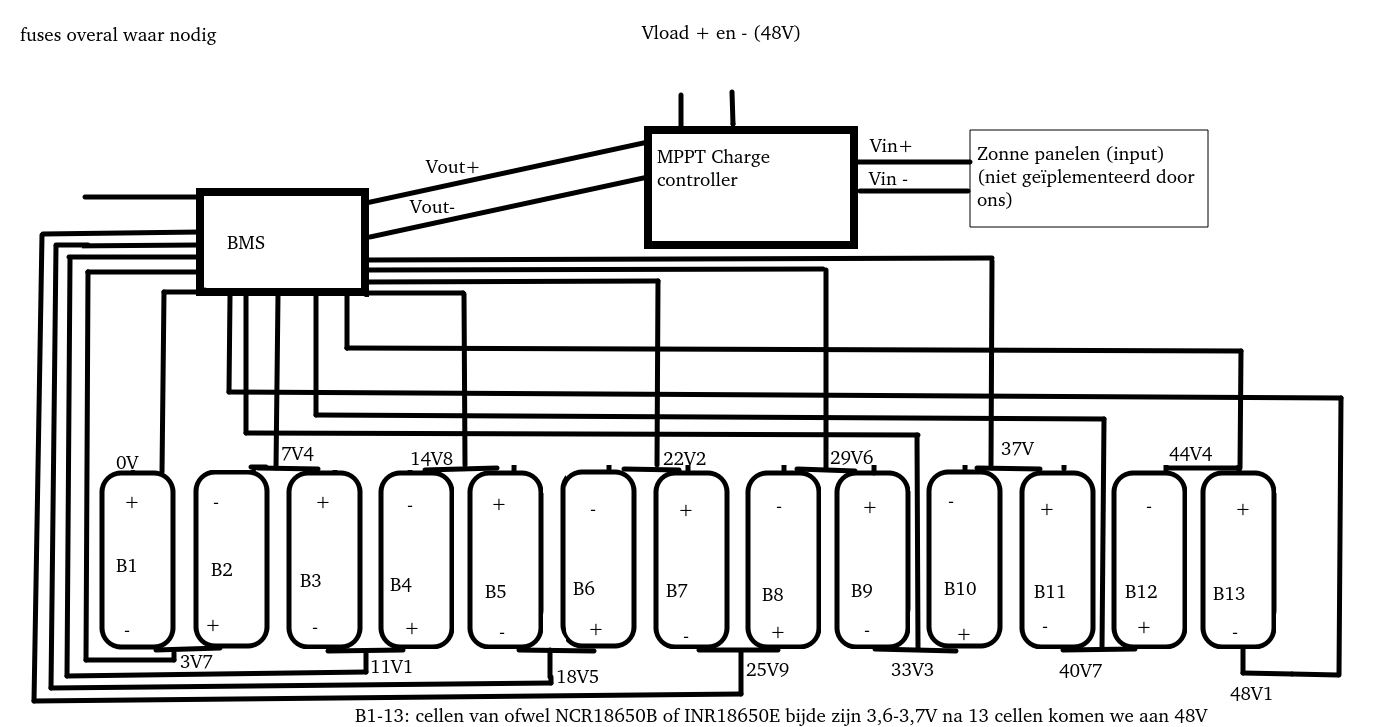 fuses overal waar nodig
Vload + en - (48V)
Vout+
Vout-
MPPT Charge
controller
Vin+
Vin -
Zonne panelen (input)
(niet geïplementeerd door
ons)
BMS
0V
7V4
14V8
22V2
29V6
37V
44V4
+ - + - + - + - + - + - +
B1 B2 B3 B4 B5 B6 B7 B8 B9 B10 B11 B12 B13
- + - + - + - + - + - + -
3V7
11V1
18V5
25V9
33V3
40V7
48V1
B1-13: cellen van ofwel NCR18650B of INR18650E bijde zijn 3,6-3,7V na 13 cellen komen we aan 48V